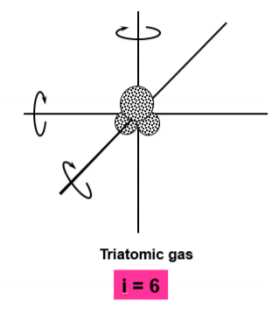 Triatomic gas
i = 6